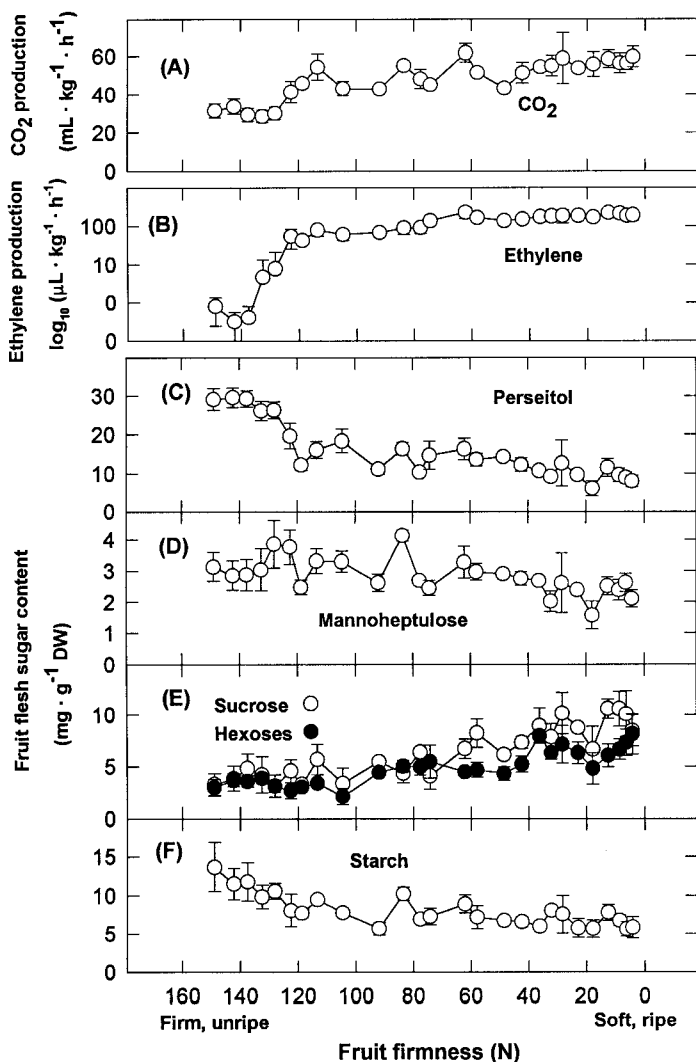 CO2 production
(mL · kg-1 · h-1)
60
40
20
0
(A)
CO2
Ethylene production
log10 (µL · kg-1 · h-1)
100
10
0
0
(B)
Ethylene
Fruit flesh sugar content
(mg · g-1 DW)
30
20
10
0
(C)
Perseitol
4
3
2
1
0
(D)
Mannoheptulose
10
5
0
(E)
Sucrose
Hexoses
15
10
5
0
(F)
Starch
160 140 120 100 80 60 40 20 0
Firm, unripe Soft, ripe
Fruit firmness (N)